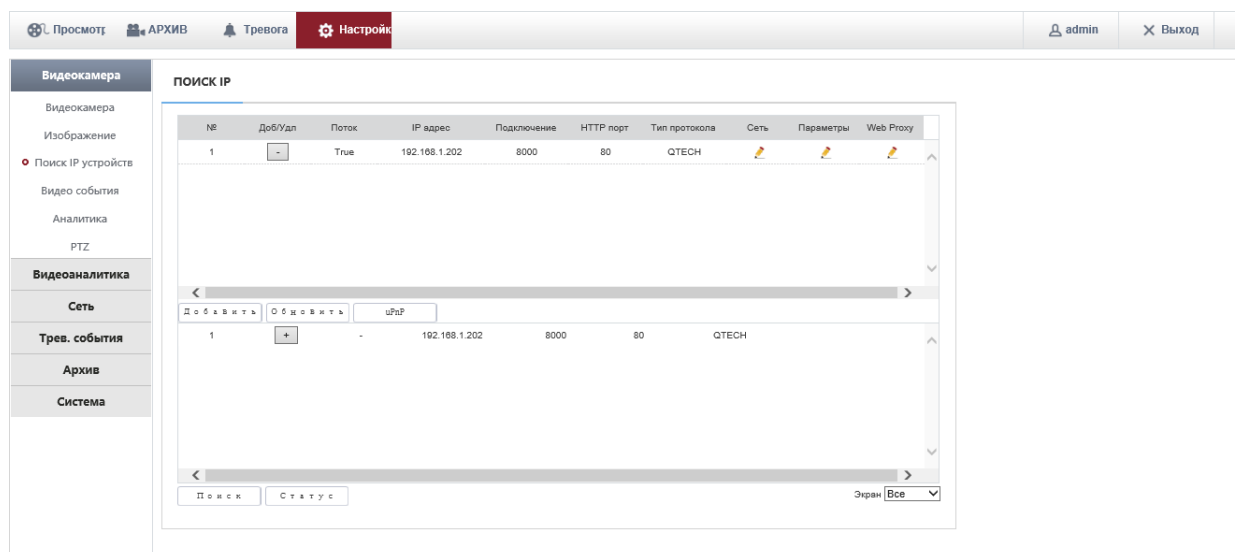 Просмотр АРХИВ Тревога Настройк admin Выход
Видеокамера
ПОИСК IP
Видеокамера
Изображение
Поиск IP устройств
Видео события
Аналитика
PTZ
Видеоаналитика
Сеть
Трев. события
Архив
Система
№ Доб/Удл Поток IP адрес Подключение HTTP порт Тип протокола Сеть Параметры Web Proxy
1 - True 192.168.1.202 8000 80 QTECH
Добавить Обновить uPnP
1 + - 192.168.1.202 8000 80 QTECH
Поиск Статус Экран Все